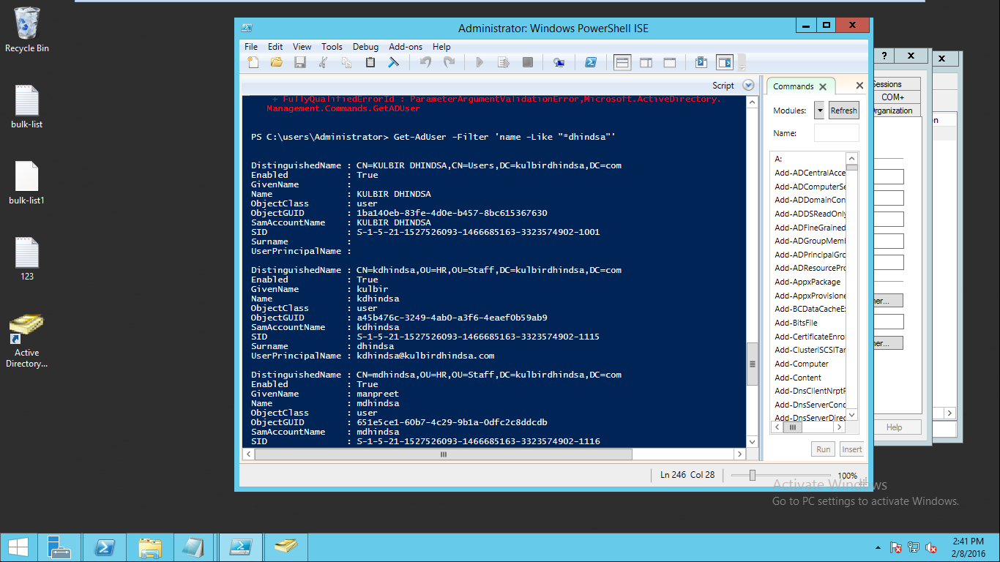 Recycle Bin
bulk-list
bulk-list1
123
Active
Directory...
Administrator: Windows PowerShell ISE
File Edit View Tools Debug Add-ons Help
Script
+ FullyQualifiedErrorId : ParameterArgumentValidationError,Microsoft.ActiveDirectory.
Management.Commands.GetADUser
PS C:\users\Administrator> Get-AdUser -Filter 'name -Like "*dhindsa"'
DistinguishedName : CN=KULBIR DHINDSA,CN=Users,DC=kulbirdhindsa,DC=com
Enabled : True
GivenName :
Name : KULBIR DHINDSA
ObjectClass : user
ObjectGUID : 1ba140eb-83fe-4d0e-b457-8bc615367630
SamAccountName : KULBIR DHINDSA
SID : S-1-5-21-1527526093-1466685163-3323574902-1001
Surname :
UserPrincipalName :
DistinguishedName : CN=kdhindsa,OU=HR,OU=Staff,DC=kulbirdhindsa,DC=com
Enabled : True
GivenName : kulbir
Name : kdhindsa
ObjectClass : user
ObjectGUID : a45b476c-3249-4ab0-a3f6-4eaef0b59ab9
SamAccountName : kdhindsa
SID : S-1-5-21-1527526093-1466685163-3323574902-1115
Surname : dhindsa
UserPrincipalName : kdhindsa@kulbirdhindsa.com
DistinguishedName : CN=mdhindsa,OU=HR,OU=Staff,DC=kulbirdhindsa,DC=com
Enabled : True
GivenName : manpreet
Name : mdhindsa
ObjectClass : user
ObjectGUID : 651e5ce1-60b7-4c29-9b1a-0dfc2c8ddcdb
SamAccountName : mdhindsa
SID : S-1-5-21-1527526093-1466685163-3323574902-1116
Commands
Modules: Refresh
Name:
A:
Add-ADCentralAcce
Add-ADComputerSe
Add-ADDomainCon
Add-ADDSReadOnly
Add-ADFineGrained
Add-ADGroupMem
Add-ADPrincipalGro
Add-ADResourcePro
Add-AppxPackage
Add-AppxProvisione
Add-BCDataCacheEx
Add-BitsFile
Add-CertificateEnrol
Add-ClusteriSCSITar
Add-Computer
Add-Content
Add-DnsClientNrptR
Add-DnsServerCond
Add-DnsServerDirec
Run Insert
Ln 246 Col 28
100%
?
Sessions
COM+
rganization
on
her...
her...
Help
Activate Windows
Go to PC settings to activate Windows.
2:41 PM
2/8/2016